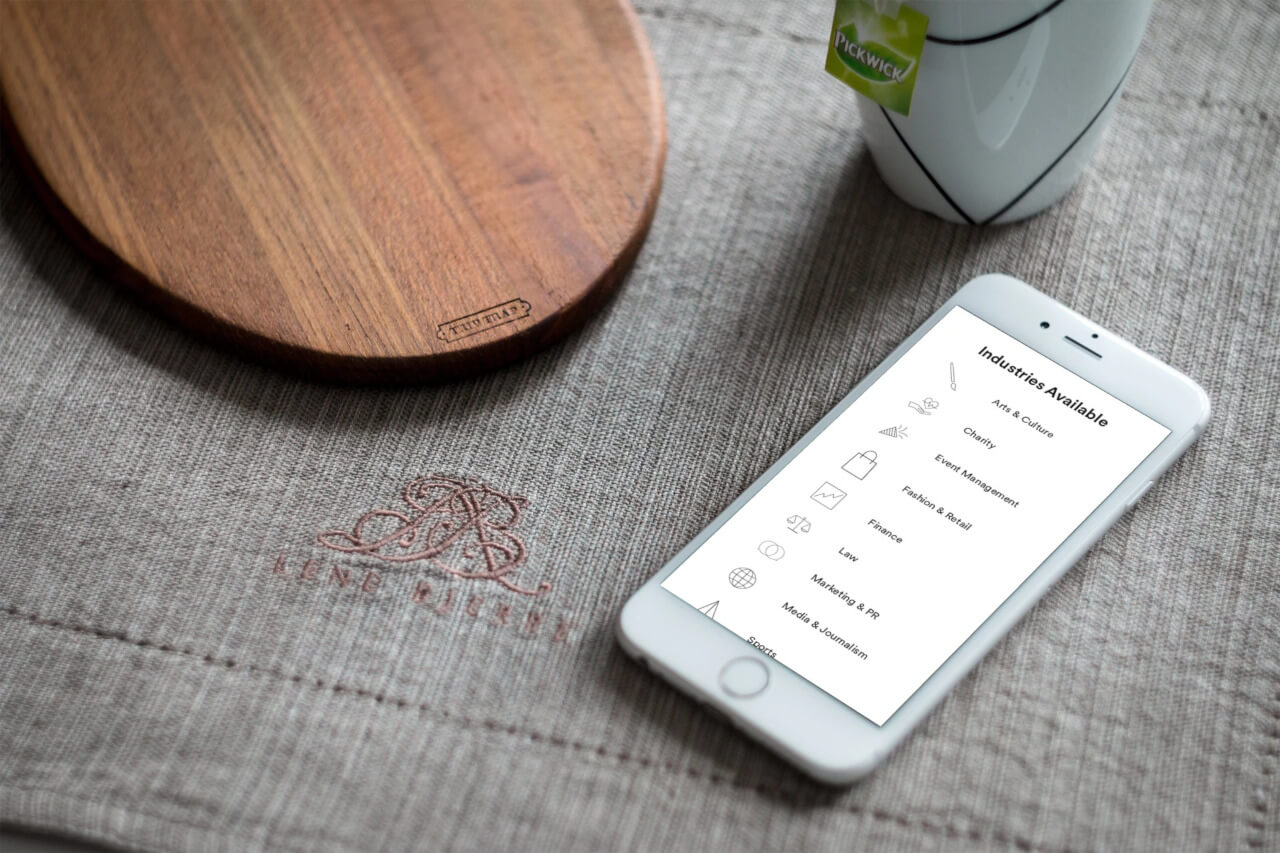 PICKWICK
Industries Available
Arts & Culture
Charity
Event Management
Fashion & Retail
Finance
Law
Marketing & PR
Media & Journalism
Sports
LENE BJERRE